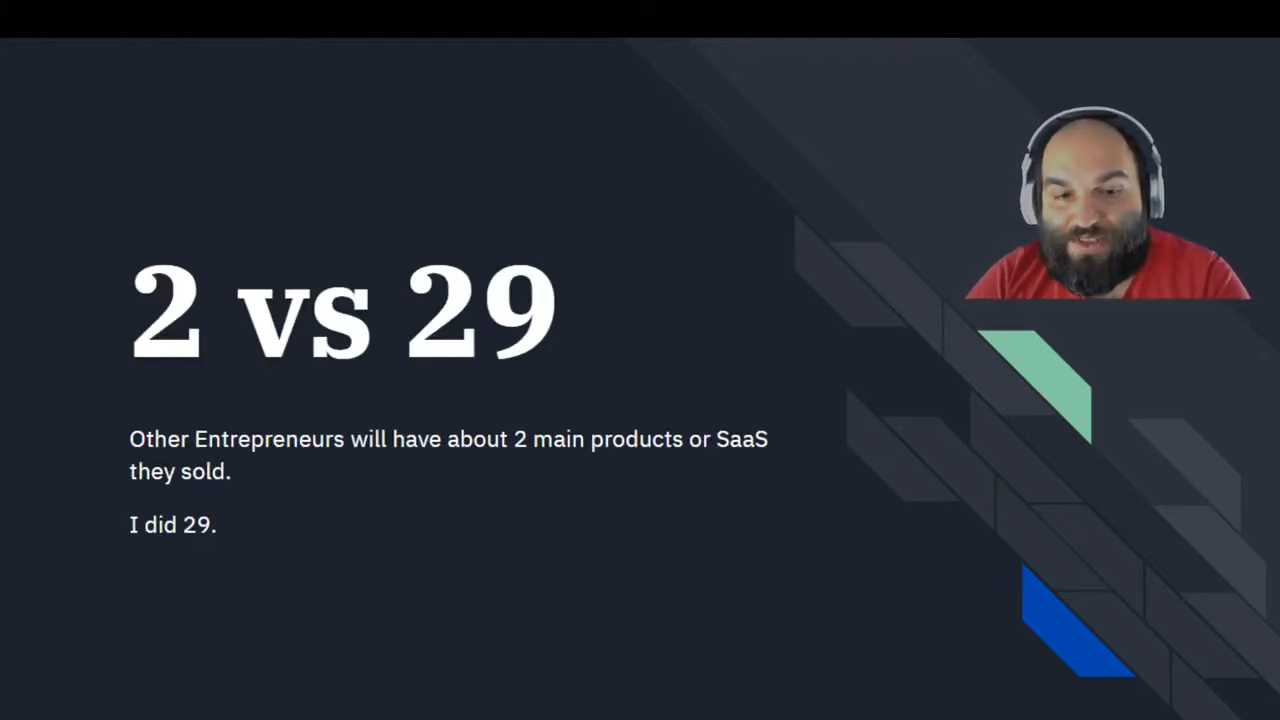 2 vs 29
Other Entrepreneurs will have about 2 main products or SaaS
they sold.
I did 29.